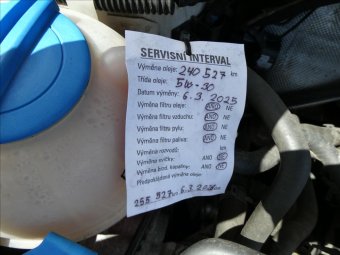 SERVISNÍ INTERVAL
Výměna oleje: 240 527 km
Třída oleje: 5W-30
Datum výměny: 6.3.2025
Výměna filtru oleje: ANO NE
Výměna filtru vzduchu: ANO NE
Výměna filtru pylu: ANO NE
Výměna filtru paliva: ANO NE
Výměna rozvodů: km
Výměna svíčky: ANO NE
Výměna brzd. kapaliny: ANO NE
Předpokládaná výměna oleje:
255 527 km 6.3.2026